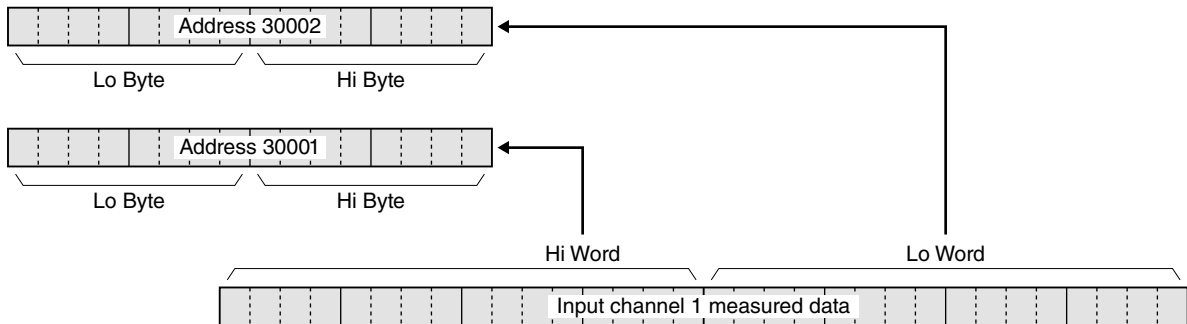 Address 30002
Lo Byte Hi Byte
Address 30001
Lo Byte Hi Byte
Hi Word Lo Word
Input channel 1 measured data